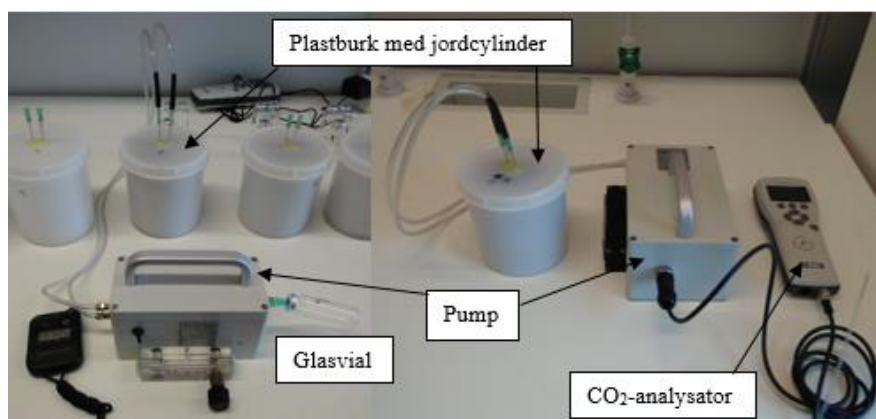 Plastburk med jordcylinder
Pump
Glasvial
CO₂-analysator